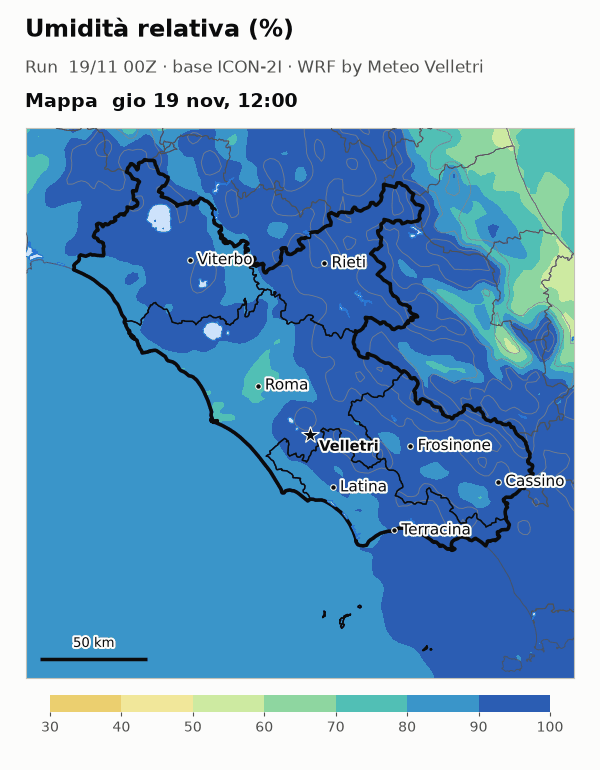 Umidità relativa (%)
Run  19/11 00Z · base ICON-2I · WRF by Meteo Velletri
Mappa  gio 19 nov, 12:00
Viterbo
Rieti
Roma
Velletri
Frosinone
Latina
Cassino
Terracina
50 km
30 40 50 60 70 80 90 100